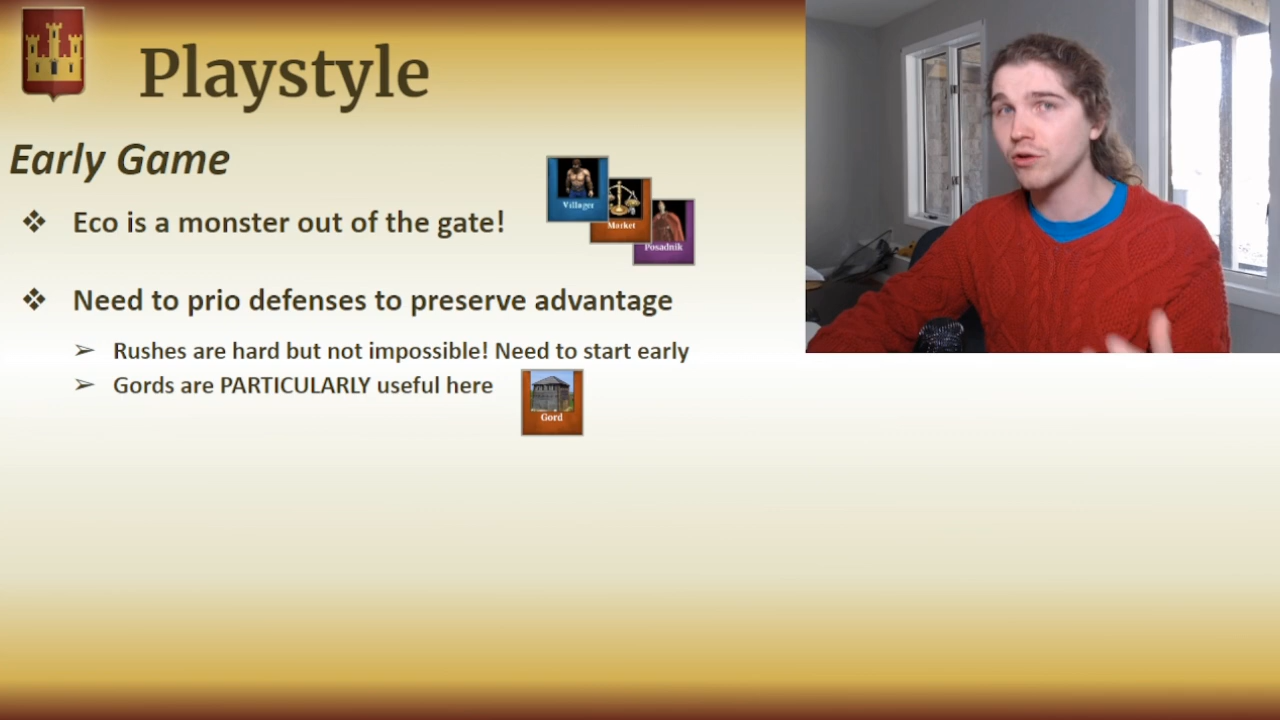 Playstyle
Early Game
Eco is a monster out of the gate!
Villager
Market
Posadnik
Need to prio defenses to preserve advantage
Rushes are hard but not impossible! Need to start early
Gords are PARTICULARLY useful here
Gord